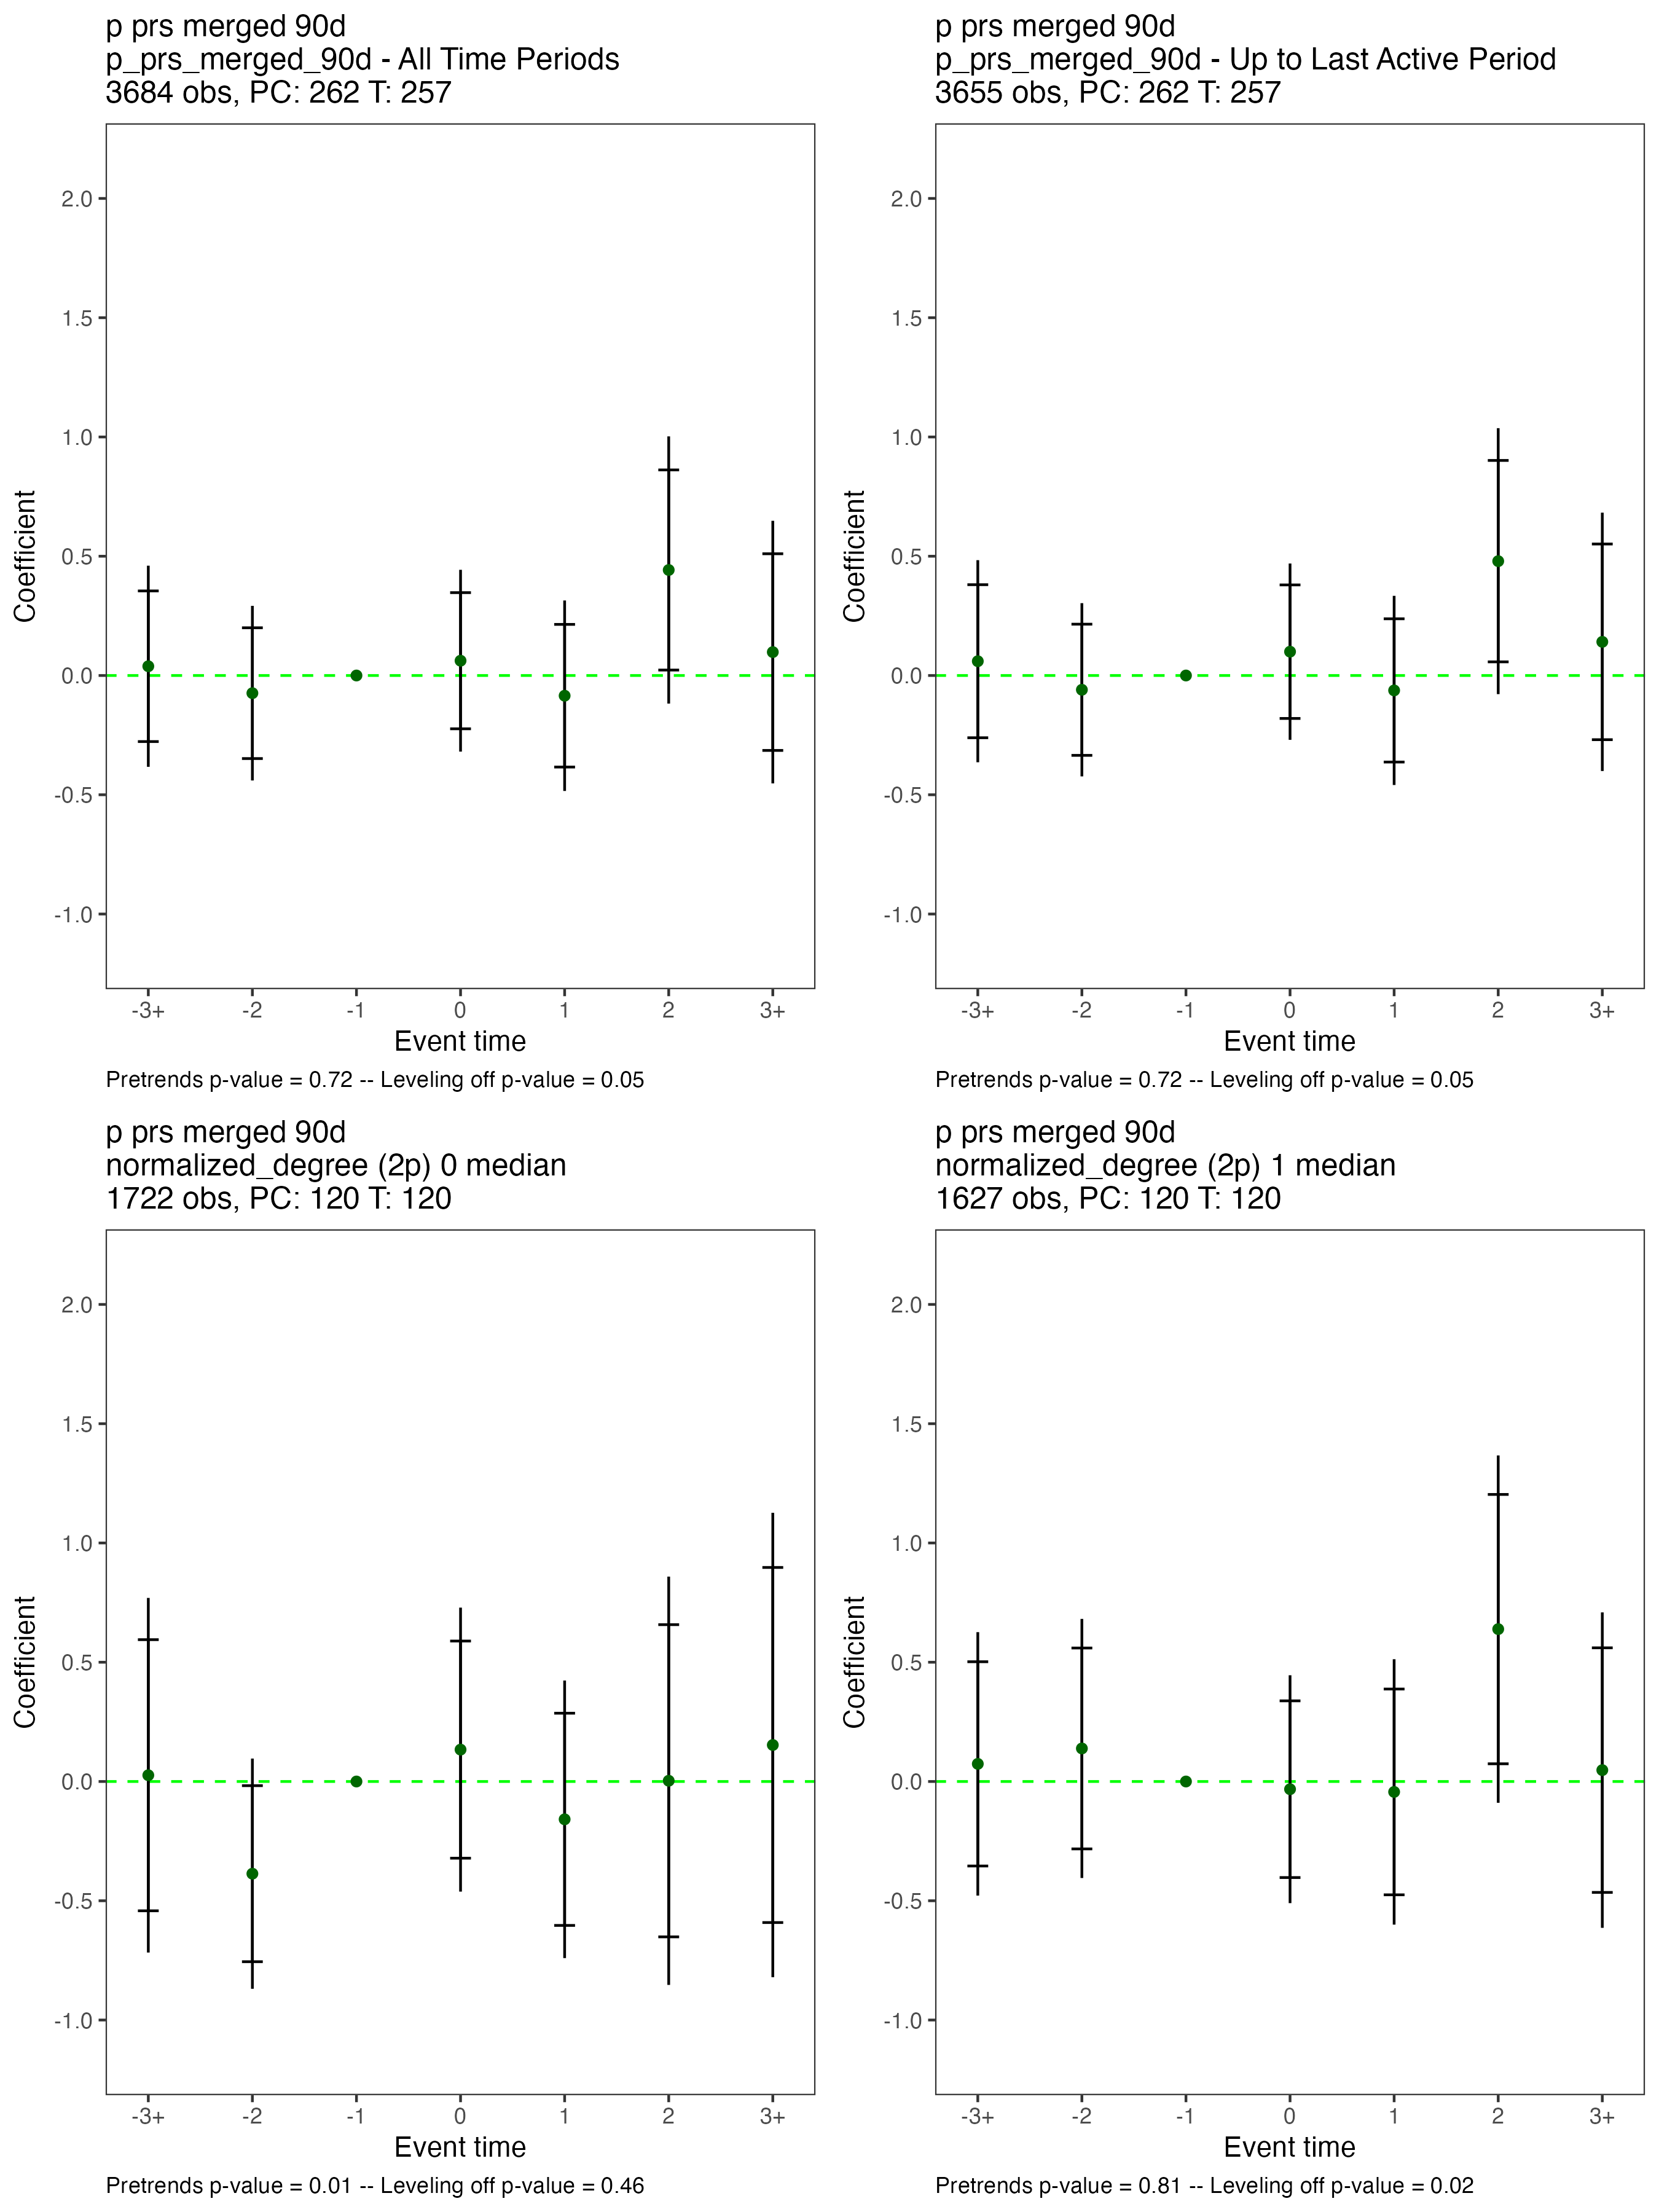 p prs merged 90d
p_prs_merged_90d - All Time Periods
3684 obs, PC: 262 T: 257
2.0
1.5
1.0
0.5
0.0
-0.5
-1.0
Coefficient
-3+ -2 -1 0 1 2 3+
Event time
Pretrends p-value = 0.72 -- Leveling off p-value = 0.05
p prs merged 90d
p_prs_merged_90d - Up to Last Active Period
3655 obs, PC: 262 T: 257
2.0
1.5
1.0
0.5
0.0
-0.5
-1.0
Coefficient
-3+ -2 -1 0 1 2 3+
Event time
Pretrends p-value = 0.72 -- Leveling off p-value = 0.05
p prs merged 90d
normalized_degree (2p) 0 median
1722 obs, PC: 120 T: 120
2.0
1.5
1.0
0.5
0.0
-0.5
-1.0
Coefficient
-3+ -2 -1 0 1 2 3+
Event time
Pretrends p-value = 0.01 -- Leveling off p-value = 0.46
p prs merged 90d
normalized_degree (2p) 1 median
1627 obs, PC: 120 T: 120
2.0
1.5
1.0
0.5
0.0
-0.5
-1.0
Coefficient
-3+ -2 -1 0 1 2 3+
Event time
Pretrends p-value = 0.81 -- Leveling off p-value = 0.02